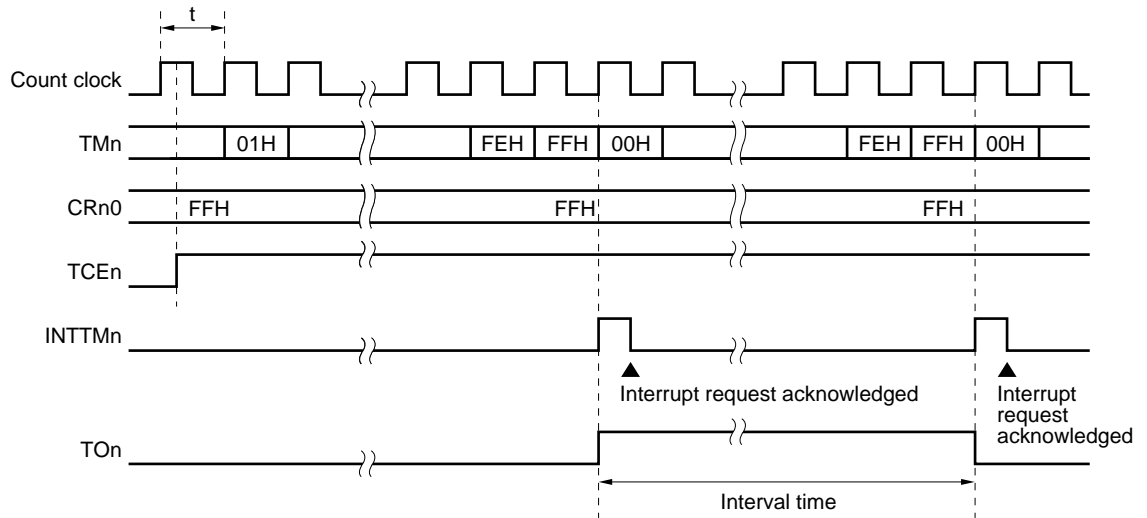 t
Count clock
TMn 01H FEH FFH 00H FEH FFH 00H
CRn0 FFH FFH FFH
TCEn
INTTMn
Interrupt request acknowledged
Interrupt
request
acknowledged
TOn
Interval time